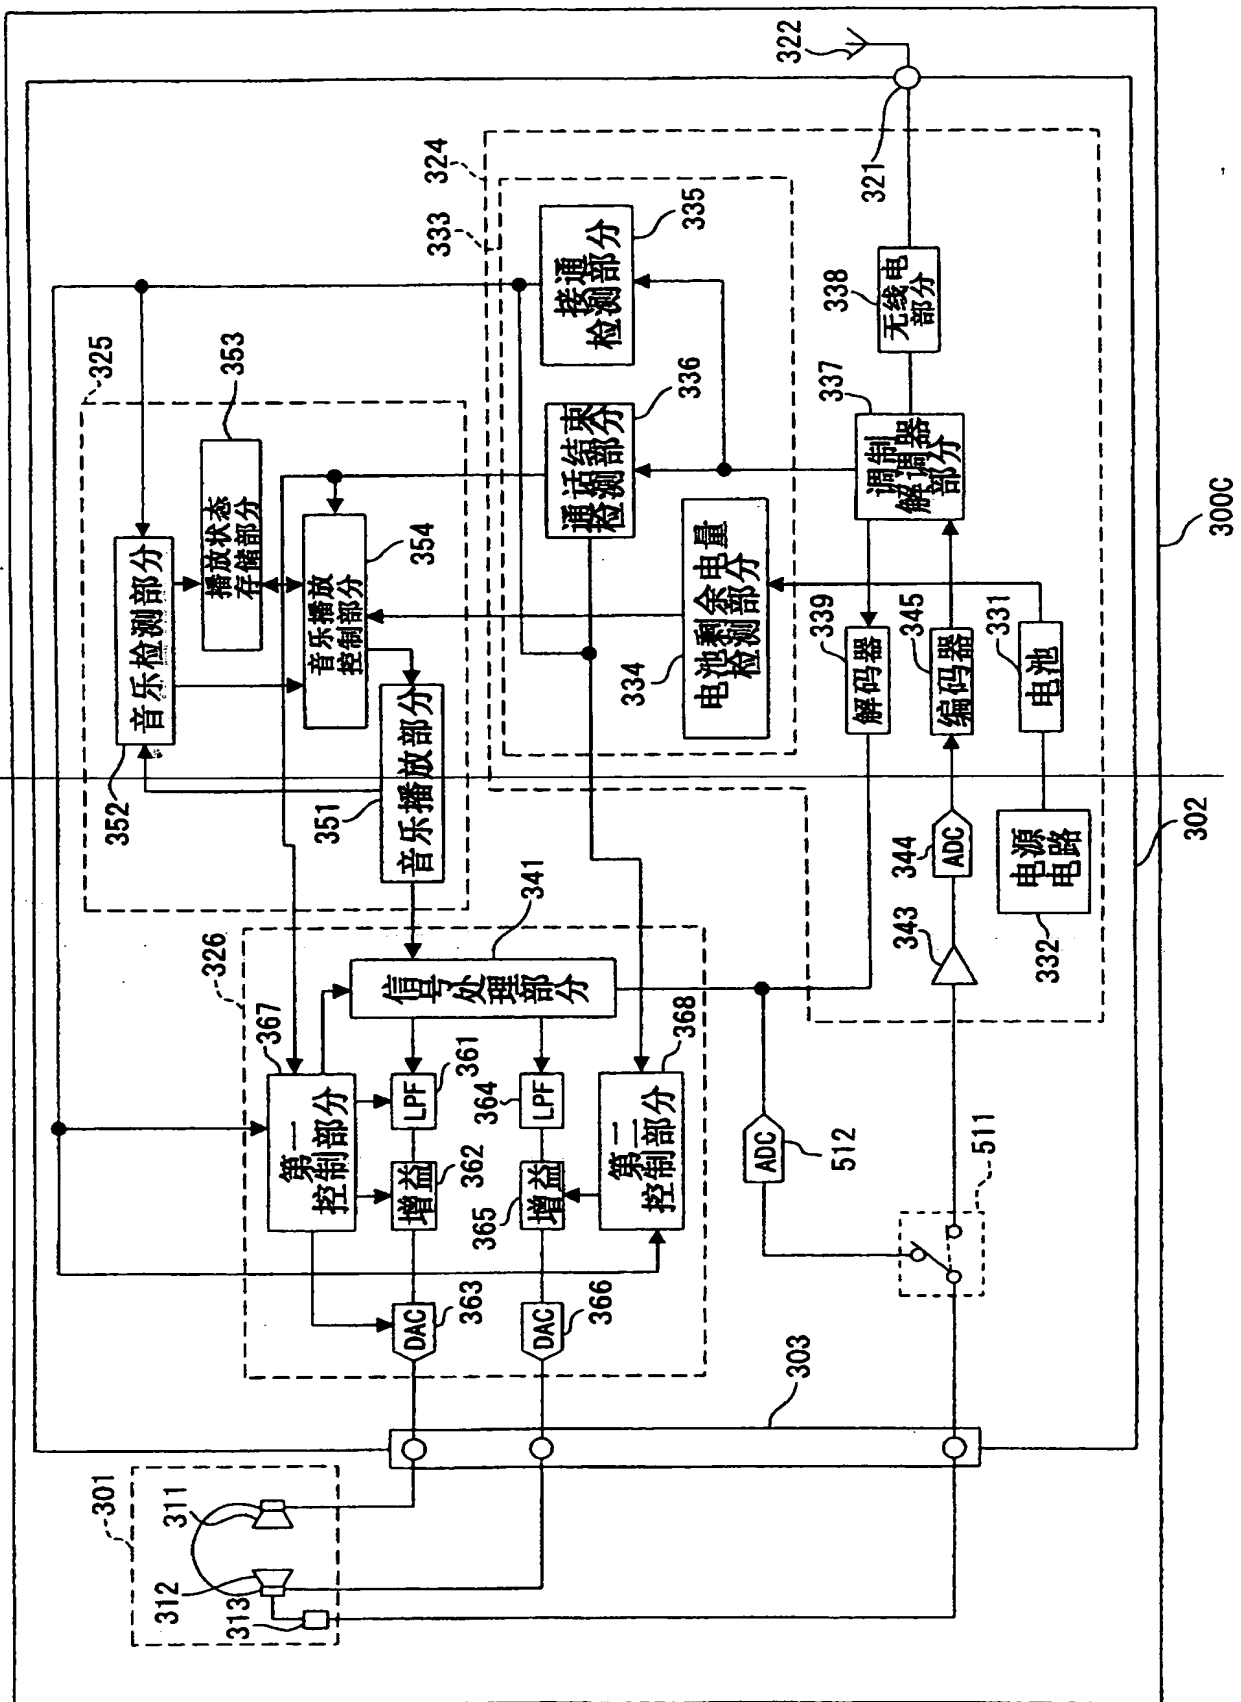 301
311
312
313
303
300C
302
326
367
第一
控制部分
LPF
361
增益
362
DAC
363
信号处理部分
341
LPF
364
增益
365
DAC
366
第二
控制部分
368
ADC
512
511
325
音乐检测部分
352
播放状态
存储部分
353
音乐播放
控制部分
354
音乐播放部分
351
324
333
接通
检测部分
335
通话结束
检测部分
336
电池剩余电量
检测部分
334
调制
解调器
部分
337
无线电
部分
338
321
322
解码器
339
编码器
345
电池
331
ADC
344
343
电源
电路
332